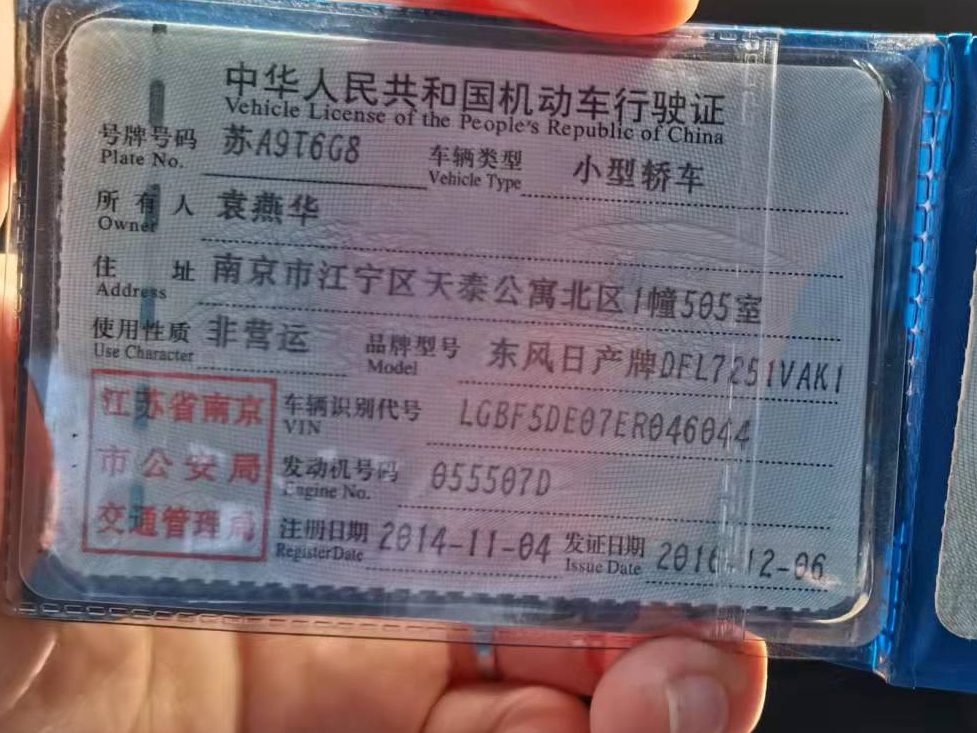 中华人民共和国机动车行驶证
Vehicle License of the People's Republic of China
号牌号码 苏A9T6G8 车辆类型 小型轿车
Plate No. Vehicle Type
所有人 袁燕华
Owner
住址 南京市江宁区天泰公寓北区1幢505室
Address
使用性质 非营运 品牌型号 东风日产牌DFL7251VAK1
Use Character Model
江苏省南京
市公安局
交通管理局
车辆识别代号 LGBF5DE07ER046044
VIN
发动机号码 055507D
Engine No.
注册日期 2014-11-04 发证日期 12-06
Register Date Issue Date